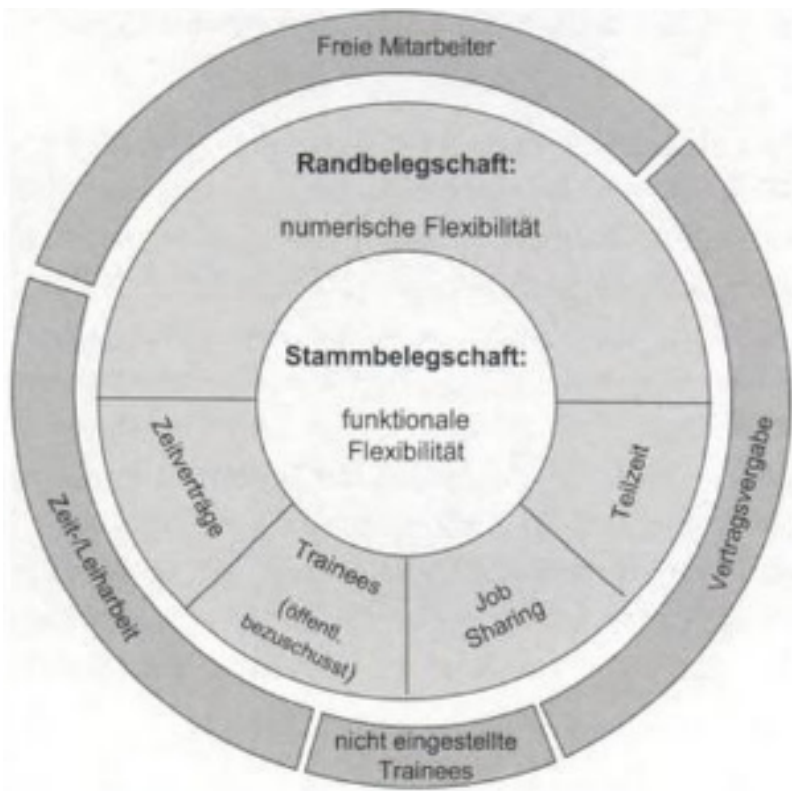 Freie Mitarbeiter
Randbelegschaft:
numerische Flexibilität
Stammbelegschaft:
funktionale
Flexibilität
Zeitverträge
Trainees
(öffentl.
bezuschusst)
Job
Sharing
Teilzeit
Zeit-/Leiharbeit
Vertragsvergabe
nicht eingestellte
Trainees